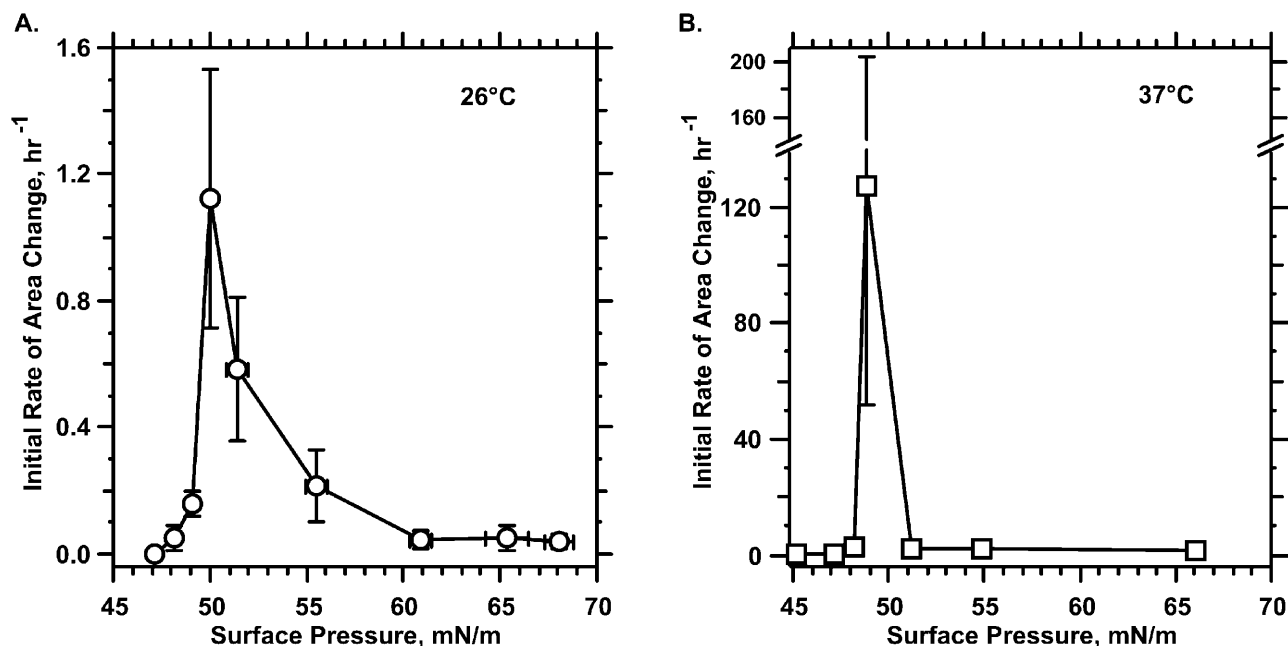 A.
Initial Rate of Area Change, hr-1
1.6
1.2
0.8
0.4
0.0
26°C
45 50 55 60 65 70
Surface Pressure, mN/m
B.
Initial Rate of Area Change, hr-1
200
160
120
80
40
0
37°C
45 50 55 60 65 70
Surface Pressure, mN/m